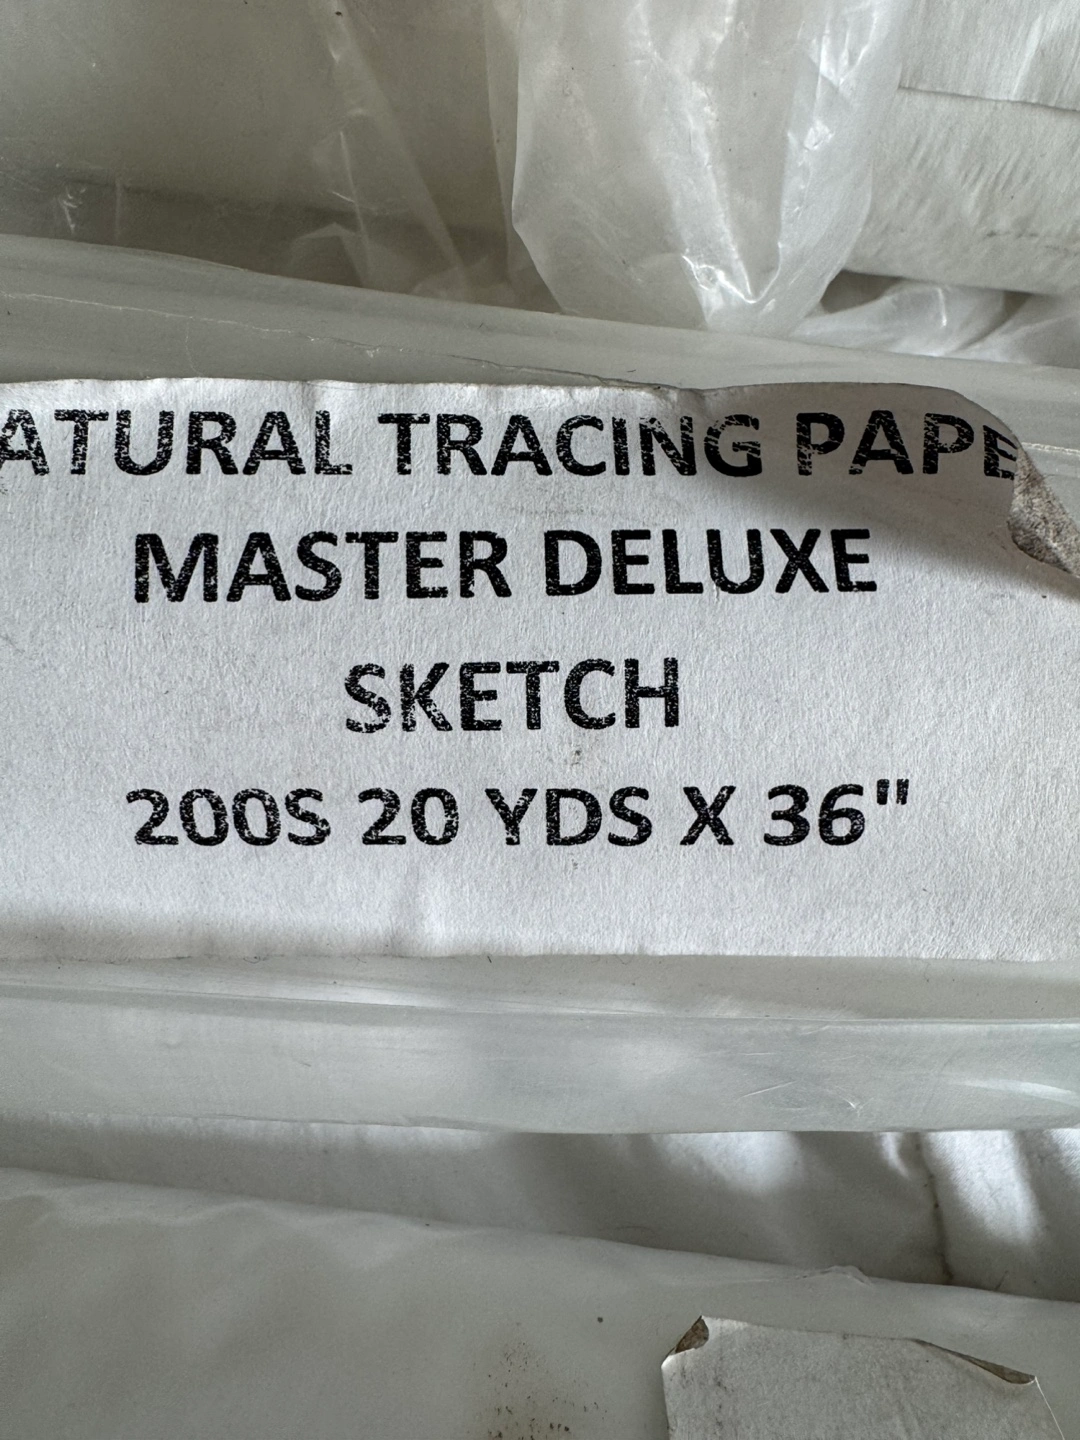 ATURAL TRACING PAPE
MASTER DELUXE
SKETCH
200S 20 YDS X 36"